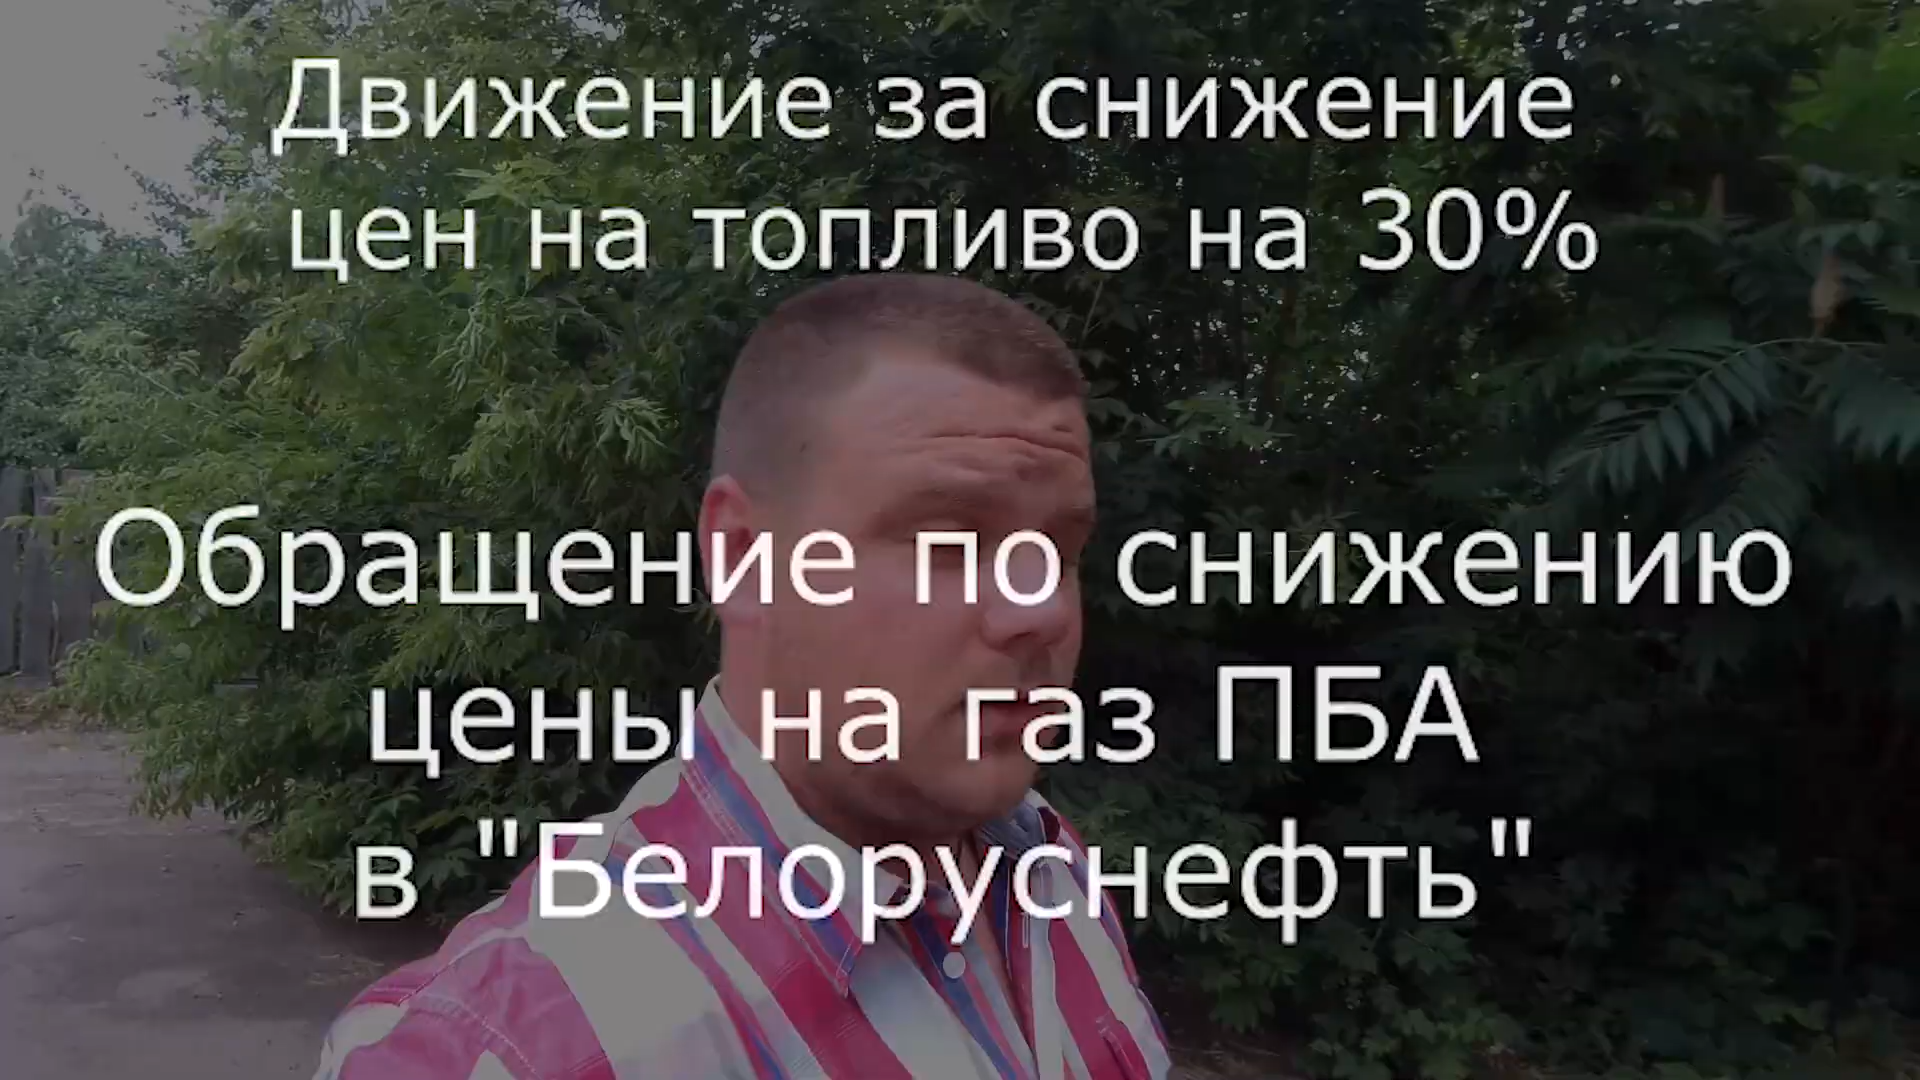 Движение за снижение
цен на топливо на 30%
Обращение по снижению
цены на газ ПБА
в "Белоруснефть"